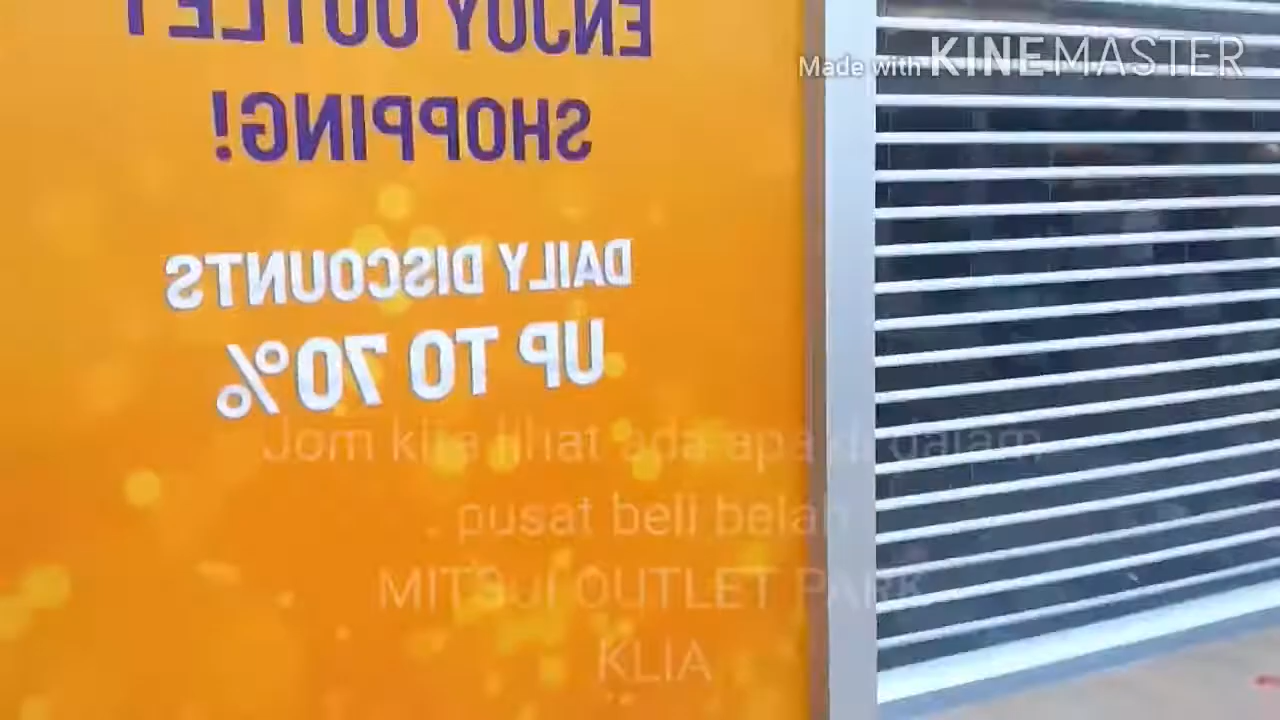 ENJOY OUTLET
SHOPPING!
DAILY DISCOUNTS
UP TO 70%
Made with KINEMASTER
Jom kita lihat ada apa di dalam
pusat beli belah
MITSUI OUTLET PARK
KLIA